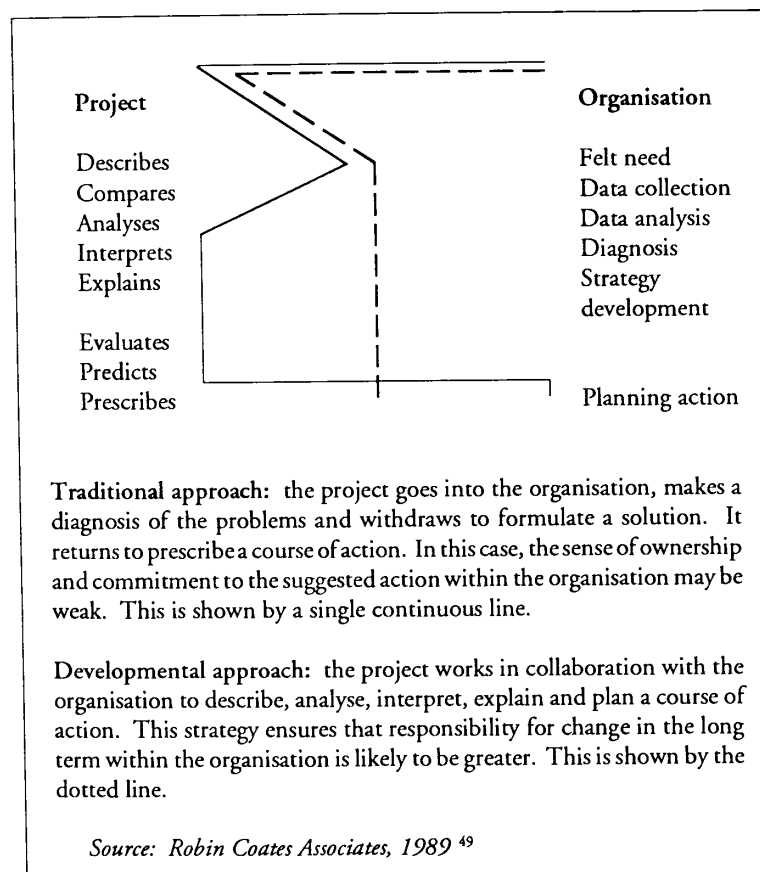 Project
Describes
Compares
Analyses
Interprets
Explains
Evaluates
Predicts
Prescribes
Organisation
Felt need
Data collection
Data analysis
Diagnosis
Strategy
development
Planning action
Traditional approach: the project goes into the organisation, makes a
diagnosis of the problems and withdraws to formulate a solution. It
returns to prescribe a course of action. In this case, the sense of ownership
and commitment to the suggested action within the organisation may be
weak. This is shown by a single continuous line.
Developmental approach: the project works in collaboration with the
organisation to describe, analyse, interpret, explain and plan a course of
action. This strategy ensures that responsibility for change in the long
term within the organisation is likely to be greater. This is shown by the
dotted line.
Source: Robin Coates Associates, 1989 49